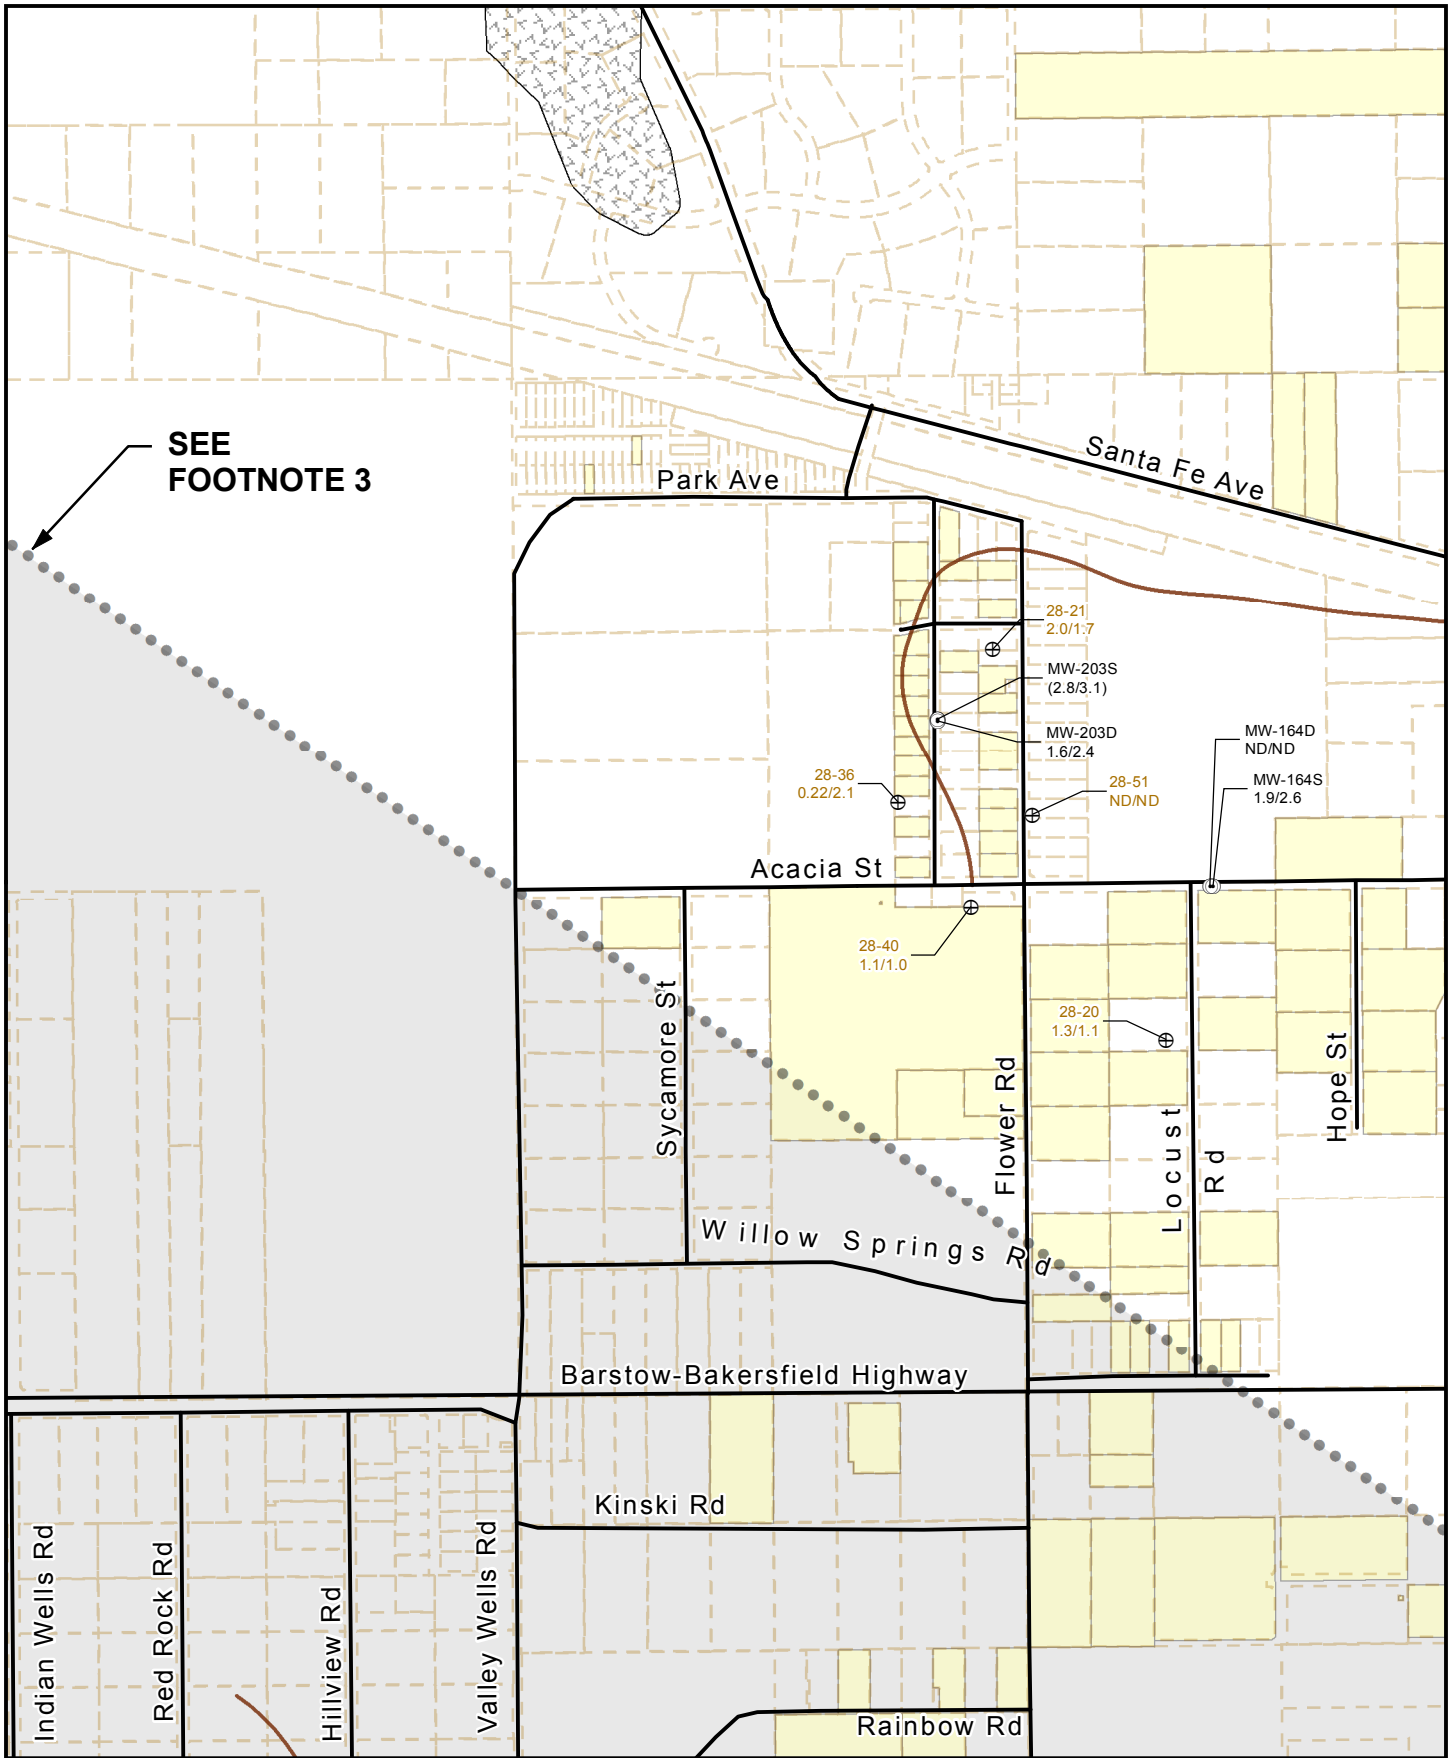 SEE
FOOTNOTE 3
Santa Fe Ave
Park Ave
28-21
2.0/1.7
MW-203S
(2.8/3.1)
MW-203D
1.6/2.4
MW-164D
ND/ND
28-36
0.22/2.1
28-51
ND/ND
MW-164S
1.9/2.6
Acacia St
28-40
1.1/1.0
28-20
1.3/1.1
Sycamore St
Flower Rd
Locust
Rd
Hope St
Willow Springs Rd
Barstow-Bakersfield Highway
Kinski Rd
Indian Wells Rd
Red Rock Rd
Hillview Rd
Valley Wells Rd
Rainbow Rd